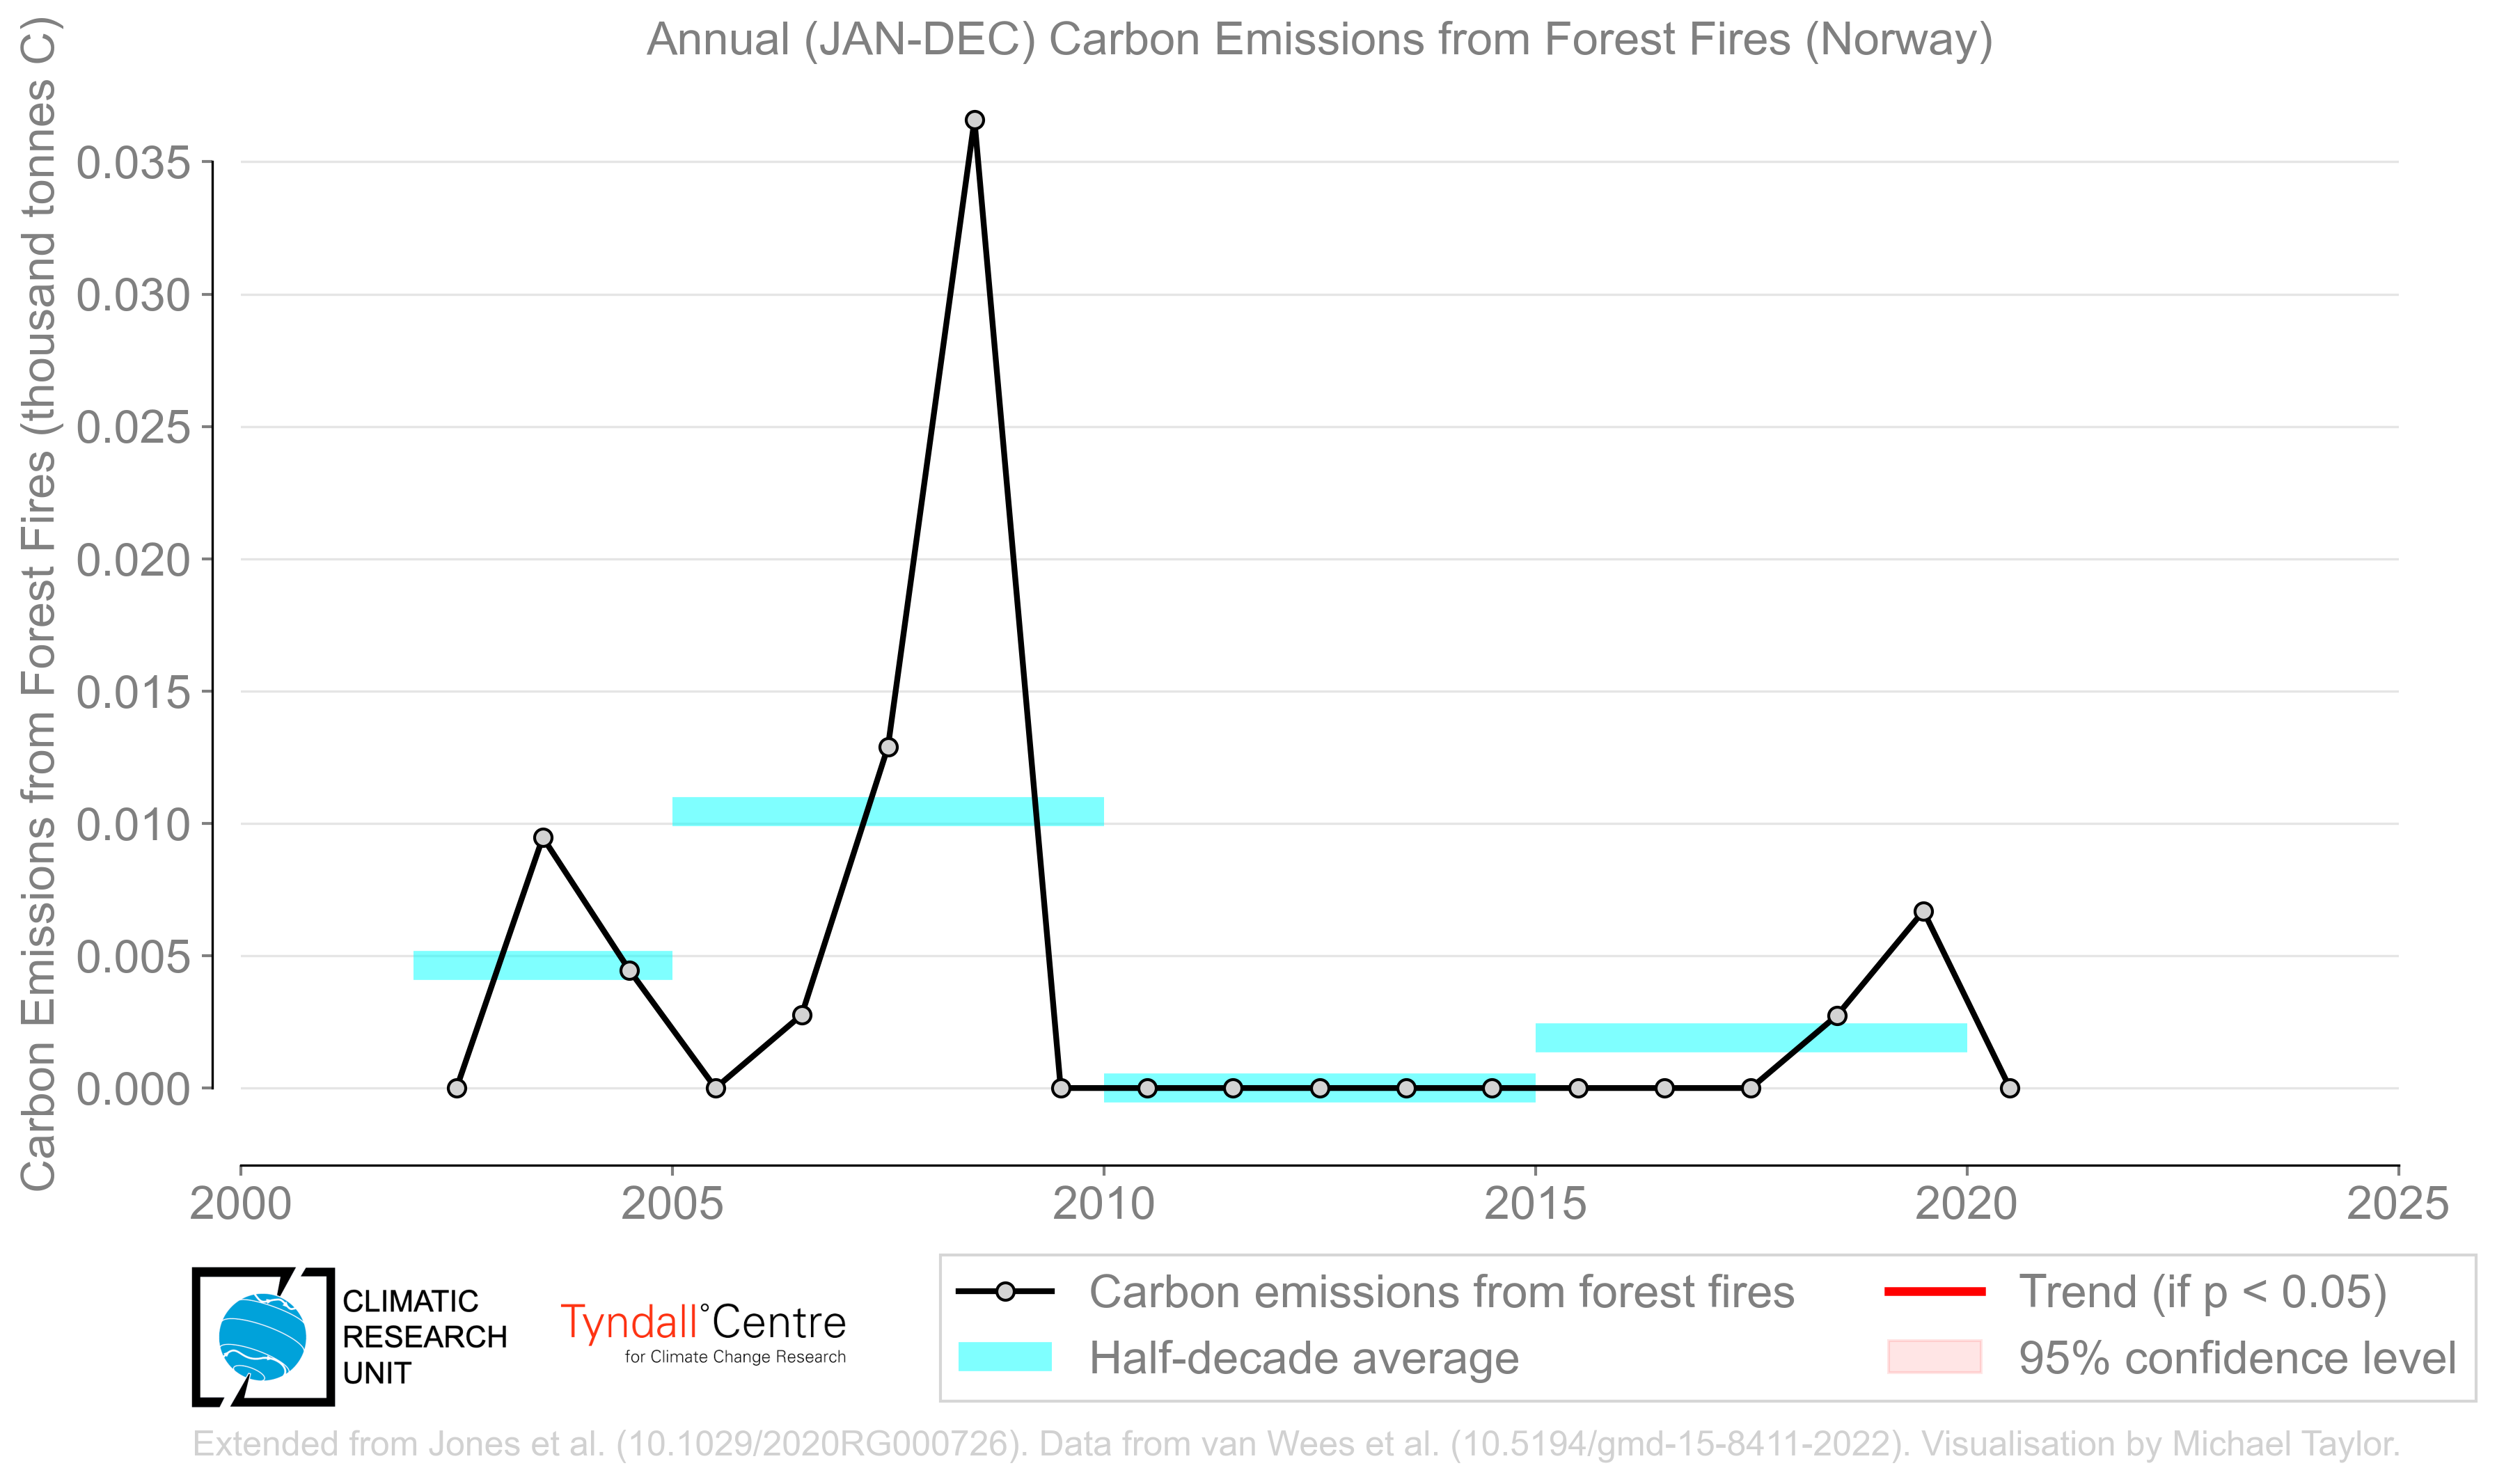 Annual (JAN-DEC) Carbon Emissions from Forest Fires (Norway)
Carbon Emissions from Forest Fires (thousand tonnes C)
0.035
0.030
0.025
0.020
0.015
0.010
0.005
0.000
2000 2005 2010 2015 2020 2025
CLIMATIC
RESEARCH
UNIT
Tyndall°Centre
for Climate Change Research
Carbon emissions from forest fires
Half-decade average
Trend (if p < 0.05)
95% confidence level
Extended from Jones et al. (10.1029/2020RG000726). Data from van Wees et al. (10.5194/gmd-15-8411-2022). Visualisation by Michael Taylor.